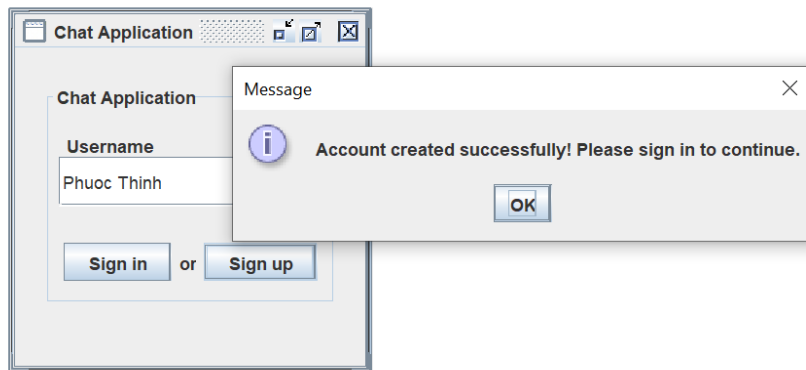 Chat Application
Chat Application
Username
Phuoc Thinh
Sign in or Sign up
Message
Account created successfully! Please sign in to continue.
OK